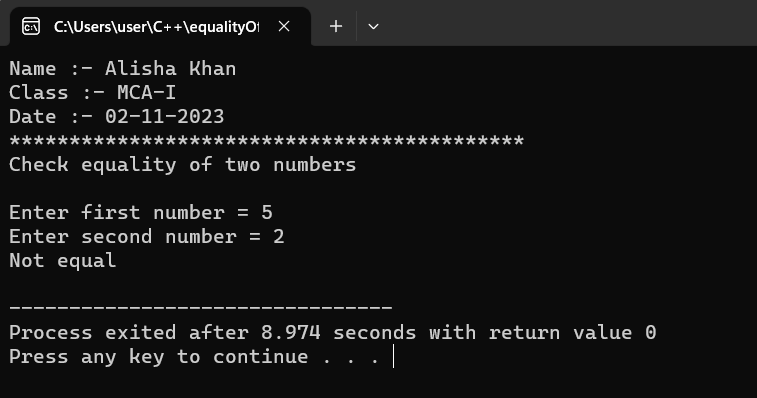 C:\Users\user\C++\equalityOf
Name :- Alisha Khan
Class :- MCA-I
Date :- 02-11-2023
*******************************************
Check equality of two numbers
Enter first number = 5
Enter second number = 2
Not equal
--------------------------------
Process exited after 8.974 seconds with return value 0
Press any key to continue . . .